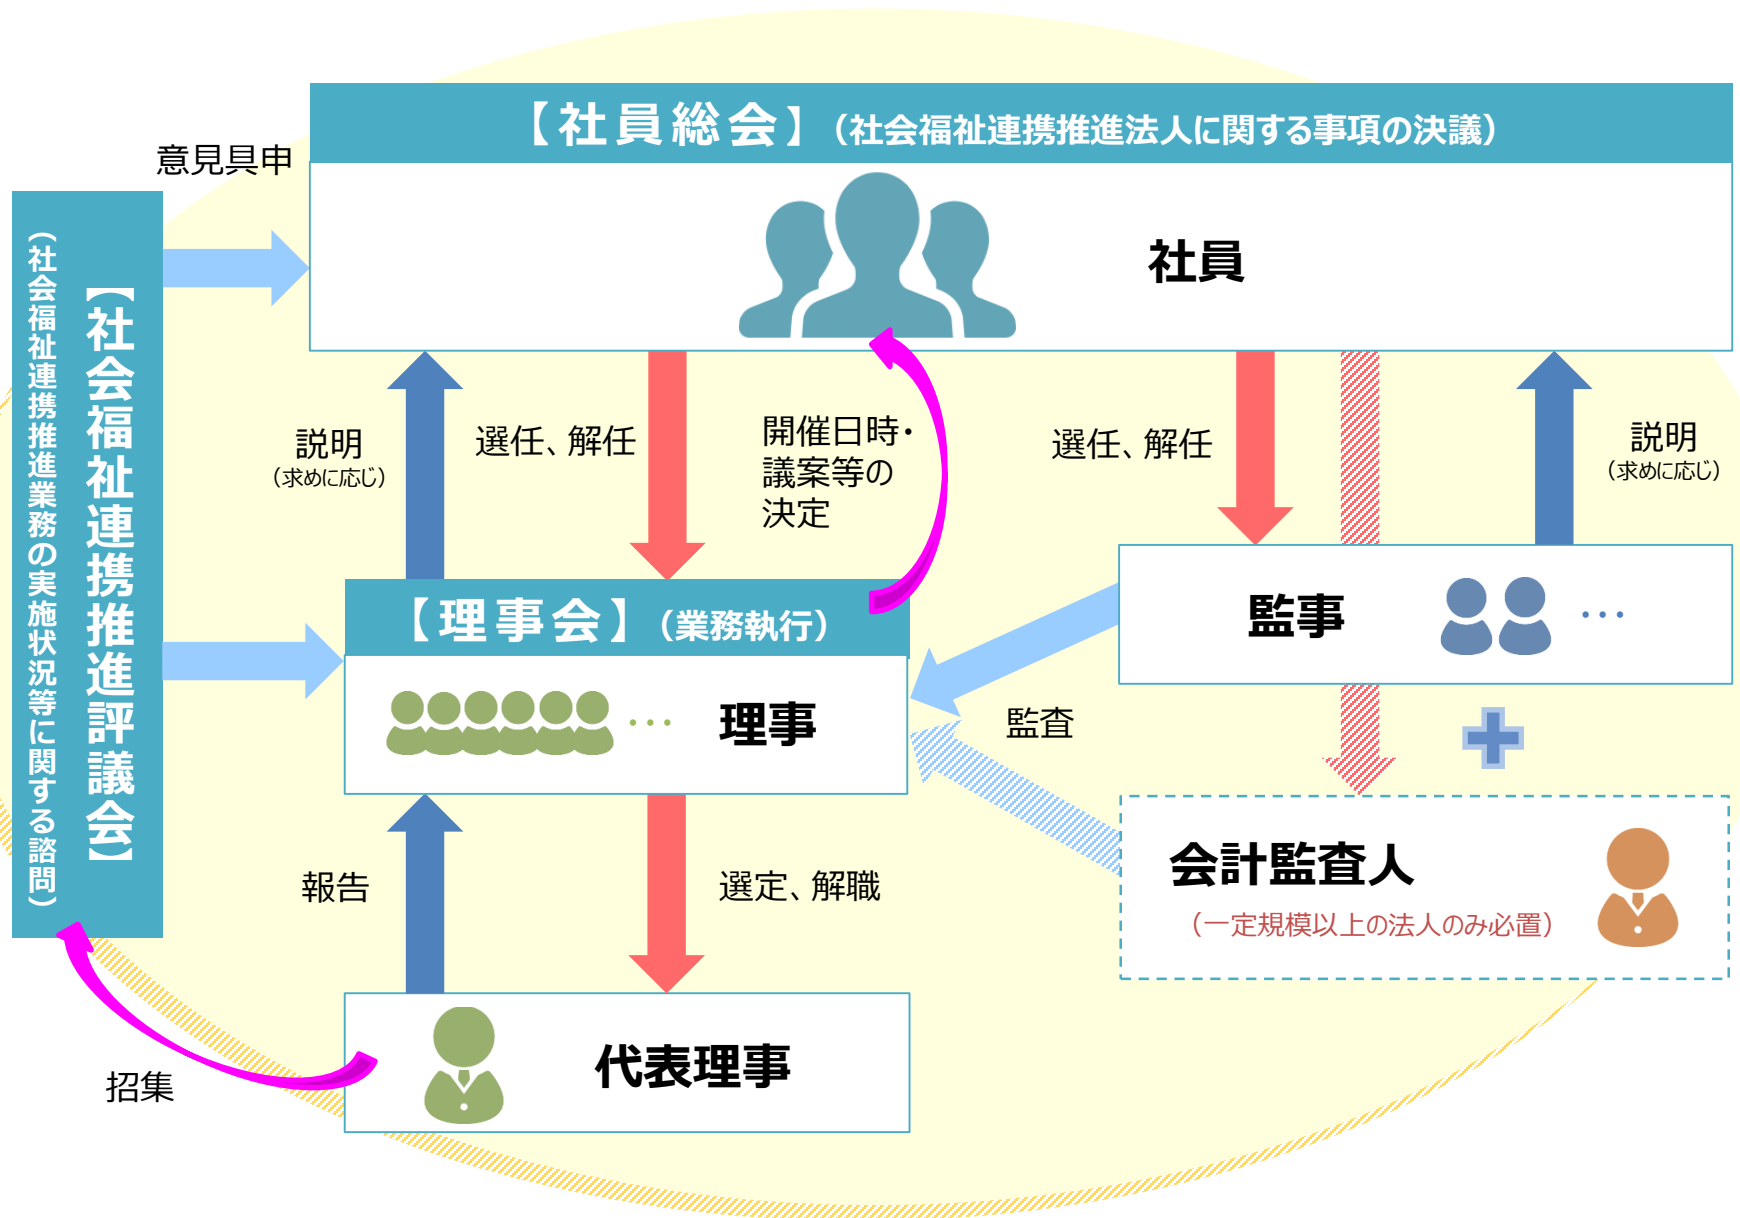 【社員総会】（社会福祉連携推進法人に関する事項の決議）
意見具申
社員
【社会福祉連携推進評議会】
（社会福祉連携推進業務の実施状況等に関する諮問）
説明
（求めに応じ）
選任、解任
開催日時・
議案等の
決定
選任、解任
説明
（求めに応じ）
【理事会】（業務執行）
… 理事
監事 …
監査
会計監査人
（一定規模以上の法人のみ必置）
報告
選定、解職
代表理事
招集